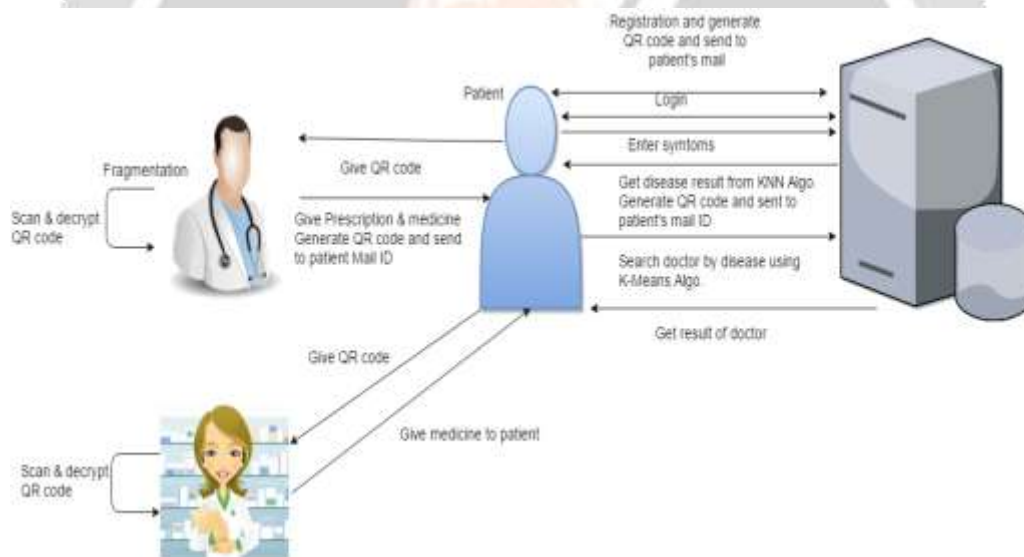 Registration and generate
QR code and send to
patient's mail
Patient
Login
Enter symtoms
Fragmentation
Give QR code
Scan & decrypt
QR code
Get disease result from KNN Algo.
Generate QR code and sent to
patient's mail ID
Give Prescription & medicine
Generate QR code and send
to patient Mail ID
Search doctor by disease using
K-Means Algo
Get result of doctor
Give QR code
Give medicine to patient
Scan & decrypt
QR code